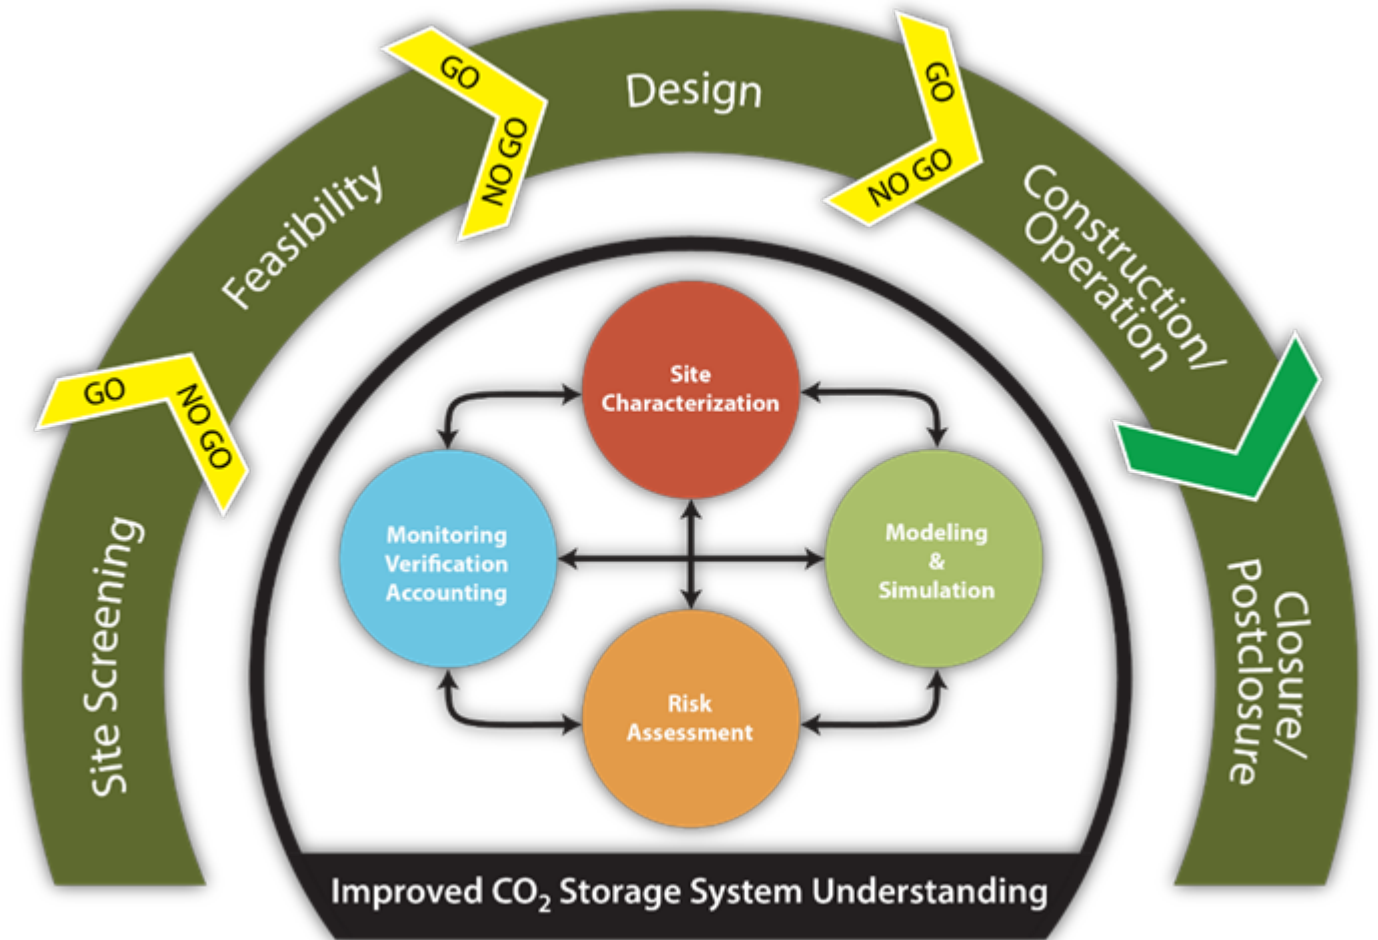 Site Screening
GO
NO GO
Feasibility
GO
NO GO
Design
GO
NO GO
Construction/
Operation
Closure/
Postclosure
Site
Characterization
Monitoring
Verification
Accounting
Modeling
&
Simulation
Risk
Assessment
Improved CO₂ Storage System Understanding